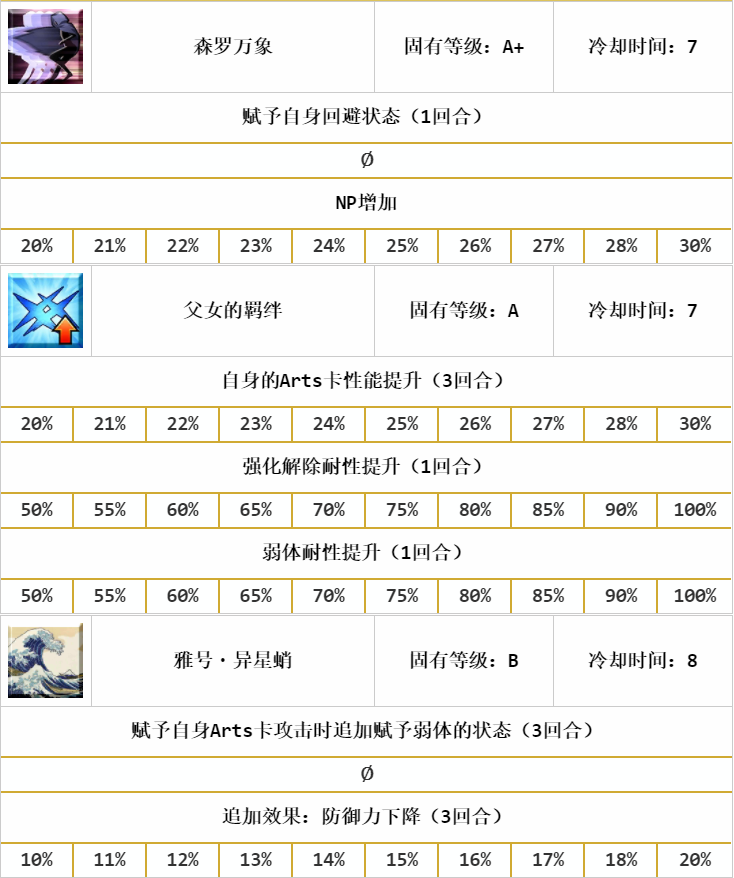 森罗万象 固有等级：A+ 冷却时间：7
赋予自身回避状态（1回合）
Ø
NP增加
20% 21% 22% 23% 24% 25% 26% 27% 28% 30%
父女的羁绊 固有等级：A 冷却时间：7
自身的Arts卡性能提升（3回合）
20% 21% 22% 23% 24% 25% 26% 27% 28% 30%
强化解除耐性提升（1回合）
50% 55% 60% 65% 70% 75% 80% 85% 90% 100%
弱体耐性提升（1回合）
50% 55% 60% 65% 70% 75% 80% 85% 90% 100%
雅号·异星蛸 固有等级：B 冷却时间：8
赋予自身Arts卡攻击时追加赋予弱体的状态（3回合）
Ø
追加效果：防御力下降（3回合）
10% 11% 12% 13% 14% 15% 16% 17% 18% 20%